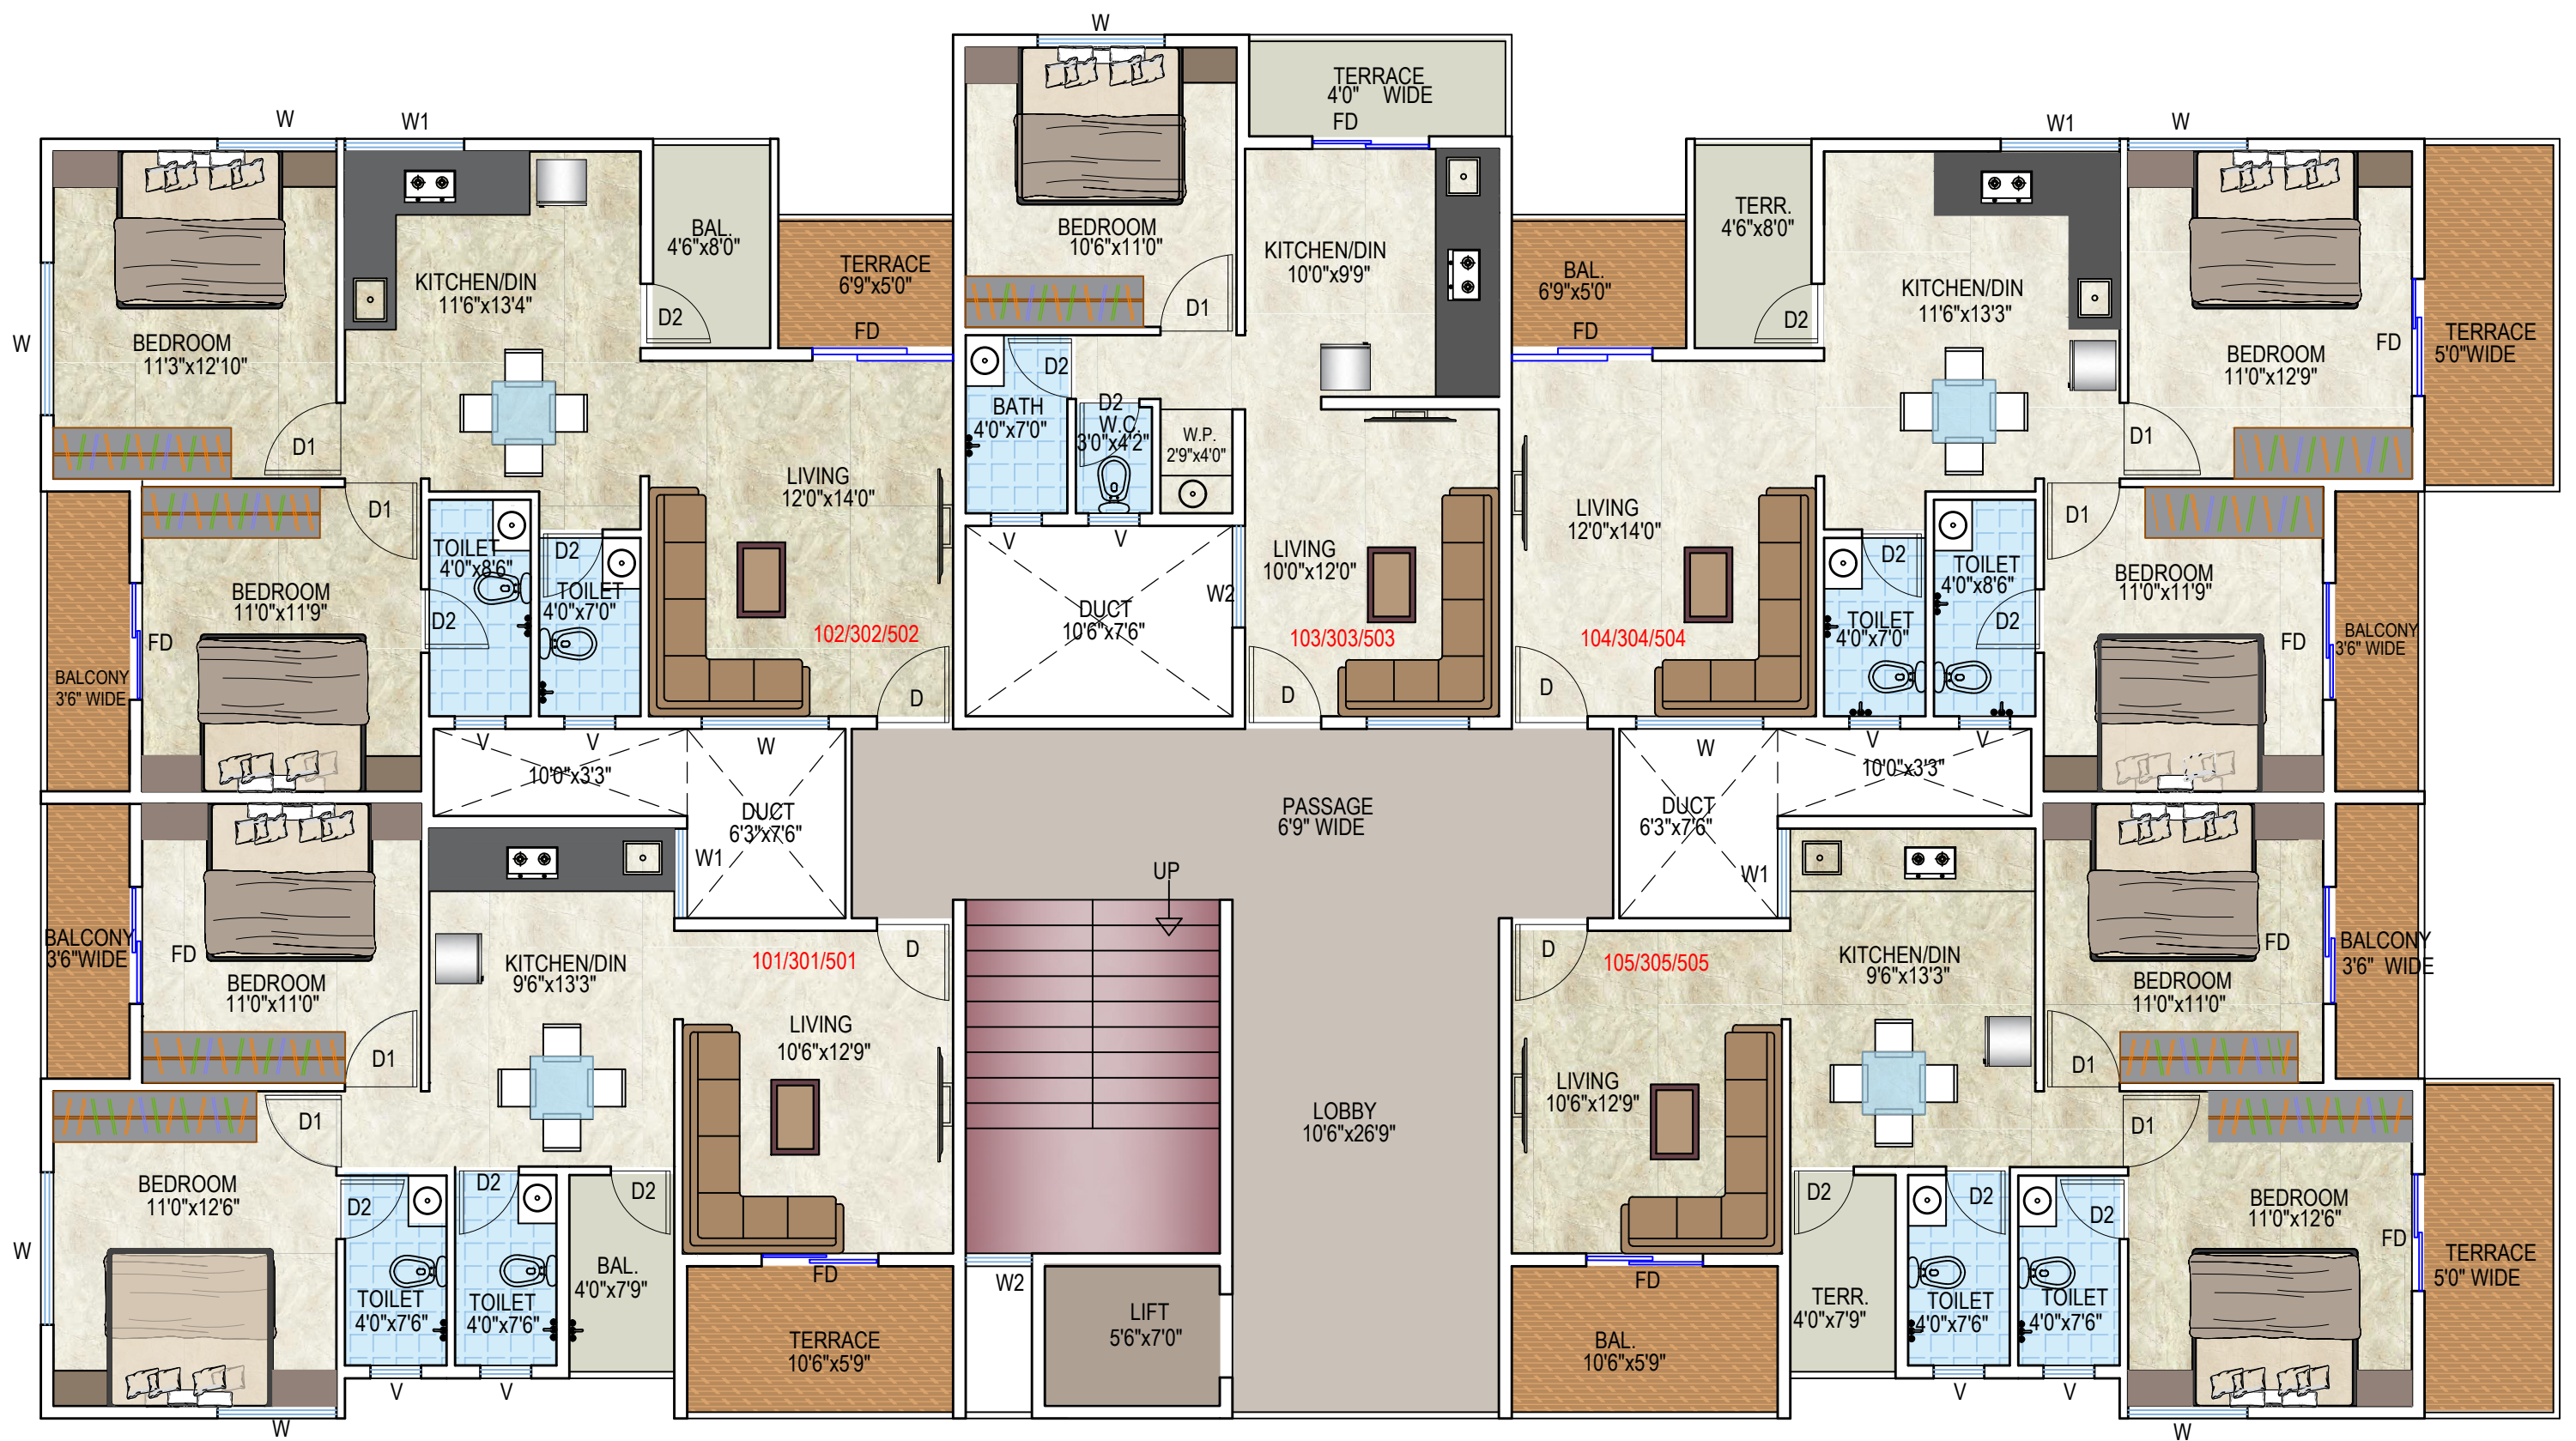 W
TERRACE
4'0" WIDE
FD
W
W1
W1
W
BEDROOM
10'6"x11'0"
D1
KITCHEN/DIN
10'0"x9'9"
BAL.
4'6"x8'0"
D2
TERRACE
6'9"x5'0"
FD
KITCHEN/DIN
11'6"x13'4"
W
BEDROOM
11'3"x12'10"
D1
BAL.
6'9"x5'0"
FD
TERR.
4'6"x8'0"
D2
KITCHEN/DIN
11'6"x13'3"
BEDROOM
11'0"x12'9"
FD
D1
TERRACE
5'0"WIDE
D2
BATH
4'0"x7'0"
D2
W.C.
3'0"x4'2"
W.P.
2'9"x4'0"
V
V
LIVING
12'0"x14'0"
102/302/502
D
D1
BEDROOM
11'0"x11'9"
FD
BALCONY
3'6" WIDE
TOILET
4'0"x8'6"
D2
D2
TOILET
4'0"x7'0"
DUCT
10'6"x7'6"
W2
LIVING
10'0"x12'0"
103/303/503
D
LIVING
12'0"x14'0"
104/304/504
D
D2
TOILET
4'0"x7'0"
TOILET
4'0"x8'6"
D2
D1
BEDROOM
11'0"x11'9"
FD
BALCONY
3'6" WIDE
V
V
W
10'0"x3'3"
DUCT
6'3"x7'6"
W1
PASSAGE
6'9" WIDE
UP
W
V
V
10'0"x3'3"
DUCT
6'3"x7'6"
W1
BALCONY
3'6"WIDE
FD
BEDROOM
11'0"x11'0"
D1
KITCHEN/DIN
9'6"x13'3"
101/301/501
D
LIVING
10'6"x12'9"
D
105/305/505
LIVING
10'6"x12'9"
KITCHEN/DIN
9'6"x13'3"
FD
BEDROOM
11'0"x11'0"
D1
BALCONY
3'6" WIDE
LOBBY
10'6"x26'9"
D1
BEDROOM
11'0"x12'6"
W
W
D2
TOILET
4'0"x7'6"
V
D2
TOILET
4'0"x7'6"
V
D2
BAL.
4'0"x7'9"
FD
TERRACE
10'6"x5'9"
W2
LIFT
5'6"x7'0"
FD
BAL.
10'6"x5'9"
D2
TERR.
4'0"x7'9"
D2
TOILET
4'0"x7'6"
V
D2
TOILET
4'0"x7'6"
V
D1
BEDROOM
11'0"x12'6"
FD
W
TERRACE
5'0" WIDE